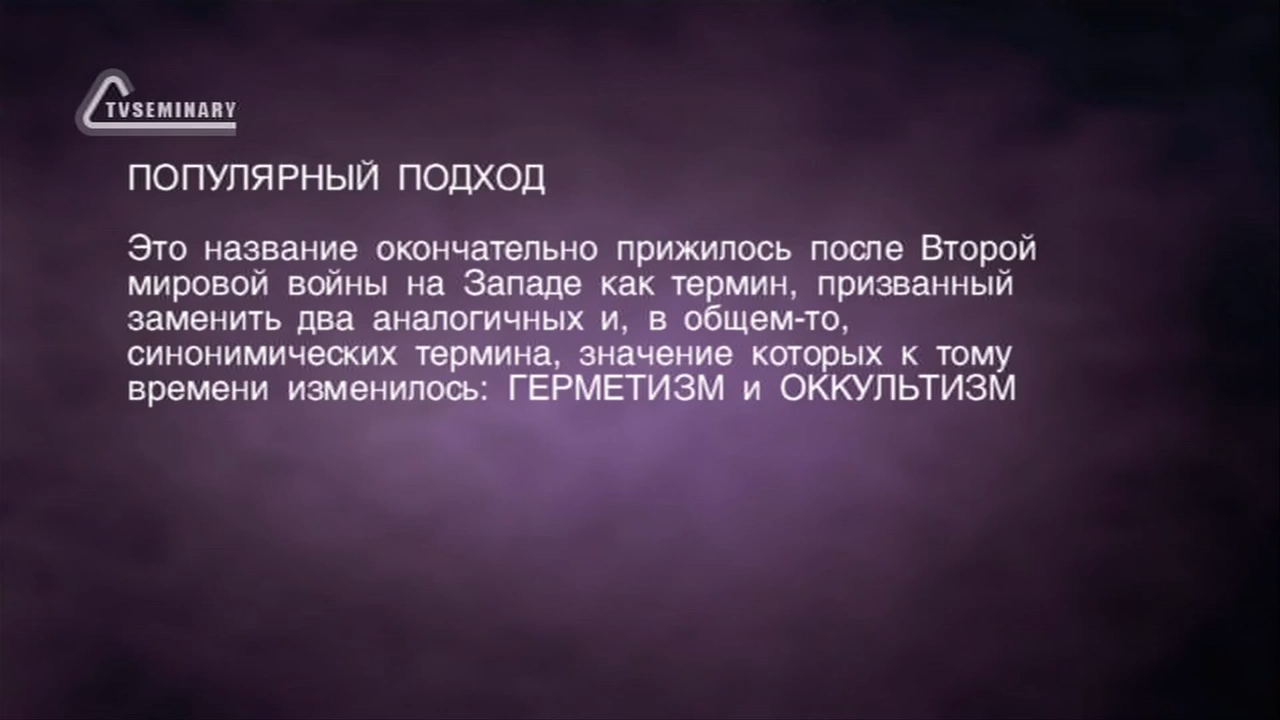 TVSEMINARY
ПОПУЛЯРНЫЙ ПОДХОД
Это название окончательно прижилось после Второй
мировой войны на Западе как термин, призванный
заменить два аналогичных и, в общем-то,
синонимических термина, значение которых к тому
времени изменилось: ГЕРМЕТИЗМ и ОККУЛЬТИЗМ